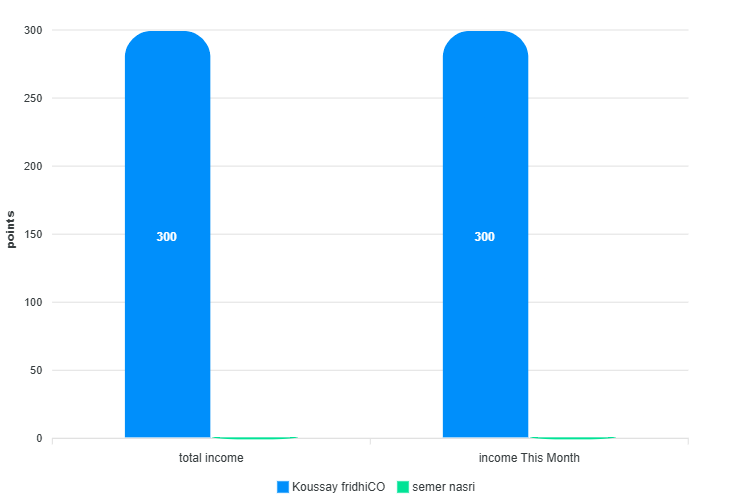 300
250
200
150
100
50
0
points
300
300
total income
income This Month
Koussay fridhiCO
semer nasri